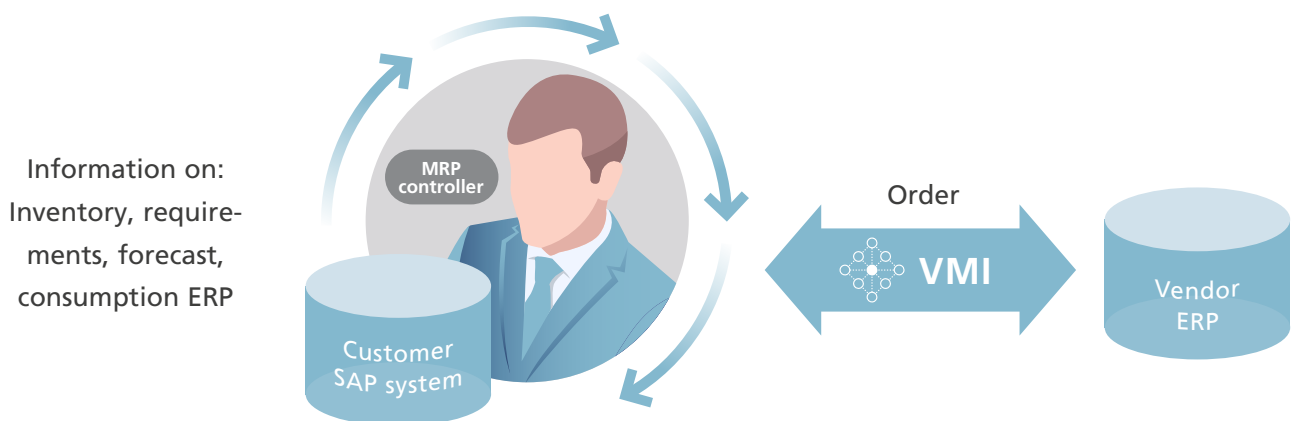 Information on:
Inventory, require-
ments, forecast,
consumption ERP
MRP
controller
Customer
SAP system
Order
VMI
Vendor
ERP